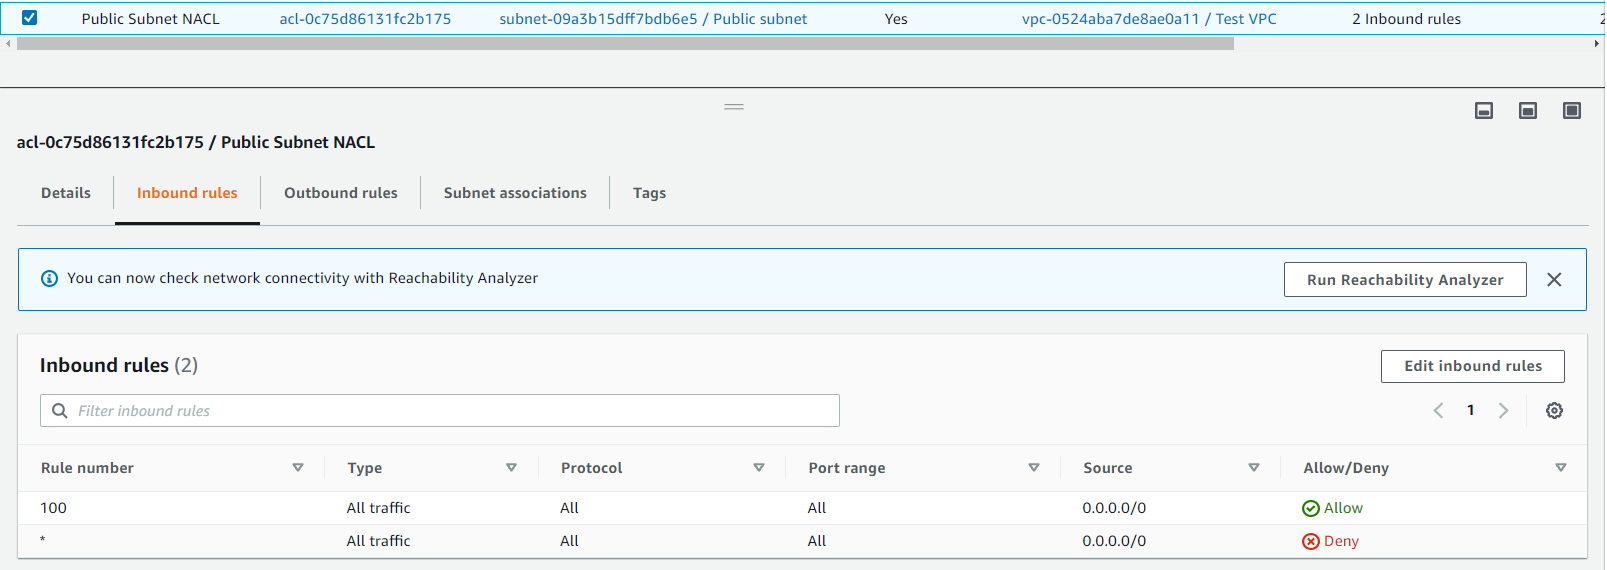 Public Subnet NACL acl-0c75d86131fc2b175 subnet-09a3b15dff7bdb6e5 / Public subnet Yes vpc-0524aba7de8ae0a11 / Test VPC 2 Inbound rules
acl-0c75d86131fc2b175 / Public Subnet NACL
Details Inbound rules Outbound rules Subnet associations Tags
You can now check network connectivity with Reachability Analyzer Run Reachability Analyzer
Inbound rules (2) Edit inbound rules
Filter inbound rules 1
Rule number Type Protocol Port range Source Allow/Deny
100 All traffic All All 0.0.0.0/0 Allow
* All traffic All All 0.0.0.0/0 Deny